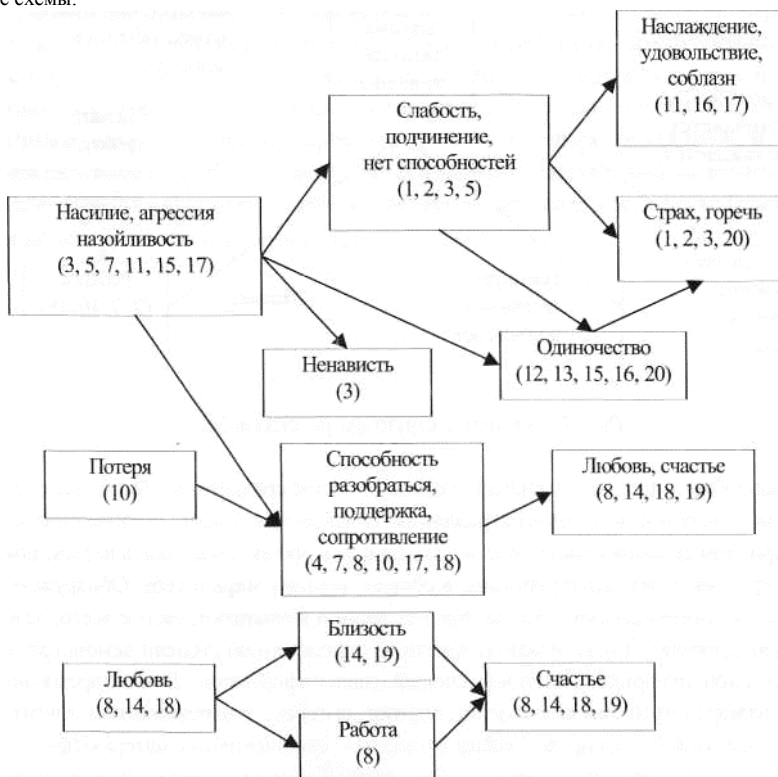 с схемы.
Наслаждение,
удовольствие,
соблазн
(11, 16, 17)
Слабость,
подчинение,
нет способностей
(1, 2, 3, 5)
Насилие, агрессия
назойливость
(3, 5, 7, 11, 15, 17)
Страх, горечь
(1, 2, 3, 20)
Ненависть
(3)
Одиночество
(12, 13, 15, 16, 20)
Потеря
(10)
Способность
разобраться,
поддержка,
сопротивление
(4, 7, 8, 10, 17, 18)
Любовь, счастье
(8, 14, 18, 19)
Близость
(14, 19)
Любовь
(8, 14, 18)
Счастье
(8, 14, 18, 19)
Работа
(8)